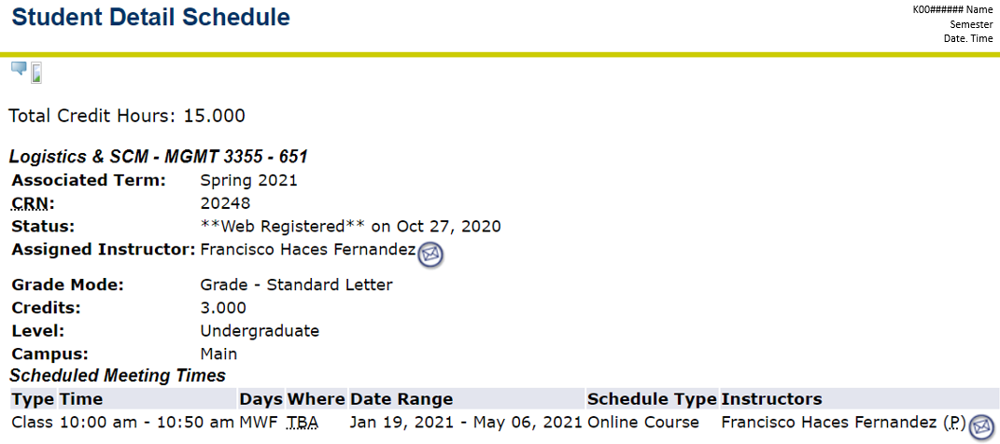 Student Detail Schedule
K00###### Name
Semester
Date. Time
Total Credit Hours: 15.000
Logistics & SCM - MGMT 3355 - 651
Associated Term: Spring 2021
CRN: 20248
Status: **Web Registered** on Oct 27, 2020
Assigned Instructor: Francisco Haces Fernandez
Grade Mode: Grade - Standard Letter
Credits: 3.000
Level: Undergraduate
Campus: Main
Scheduled Meeting Times
Type Time Days Where Date Range Schedule Type Instructors
Class 10:00 am - 10:50 am MWF TBA Jan 19, 2021 - May 06, 2021 Online Course Francisco Haces Fernandez (P)